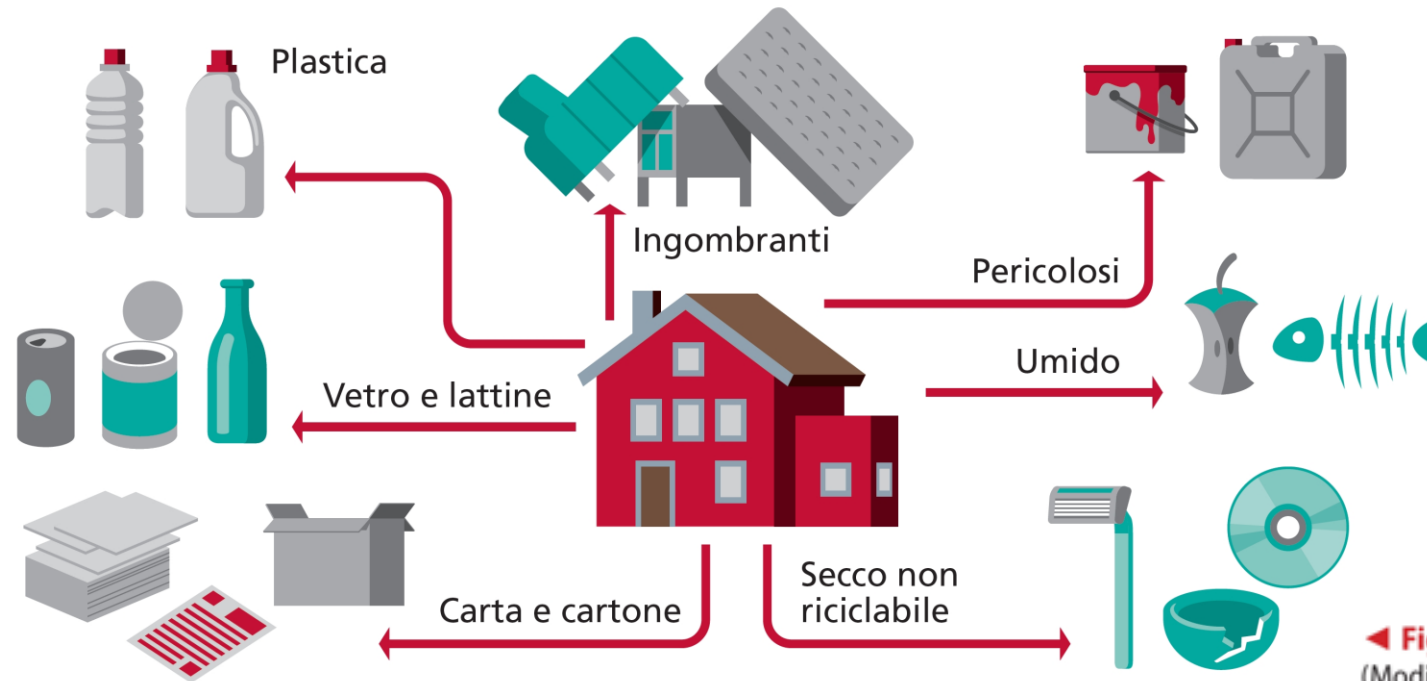 Plastica
Ingombranti
Pericolosi
Umido
Vetro e lattine
Carta e cartone
Secco non
riciclabile